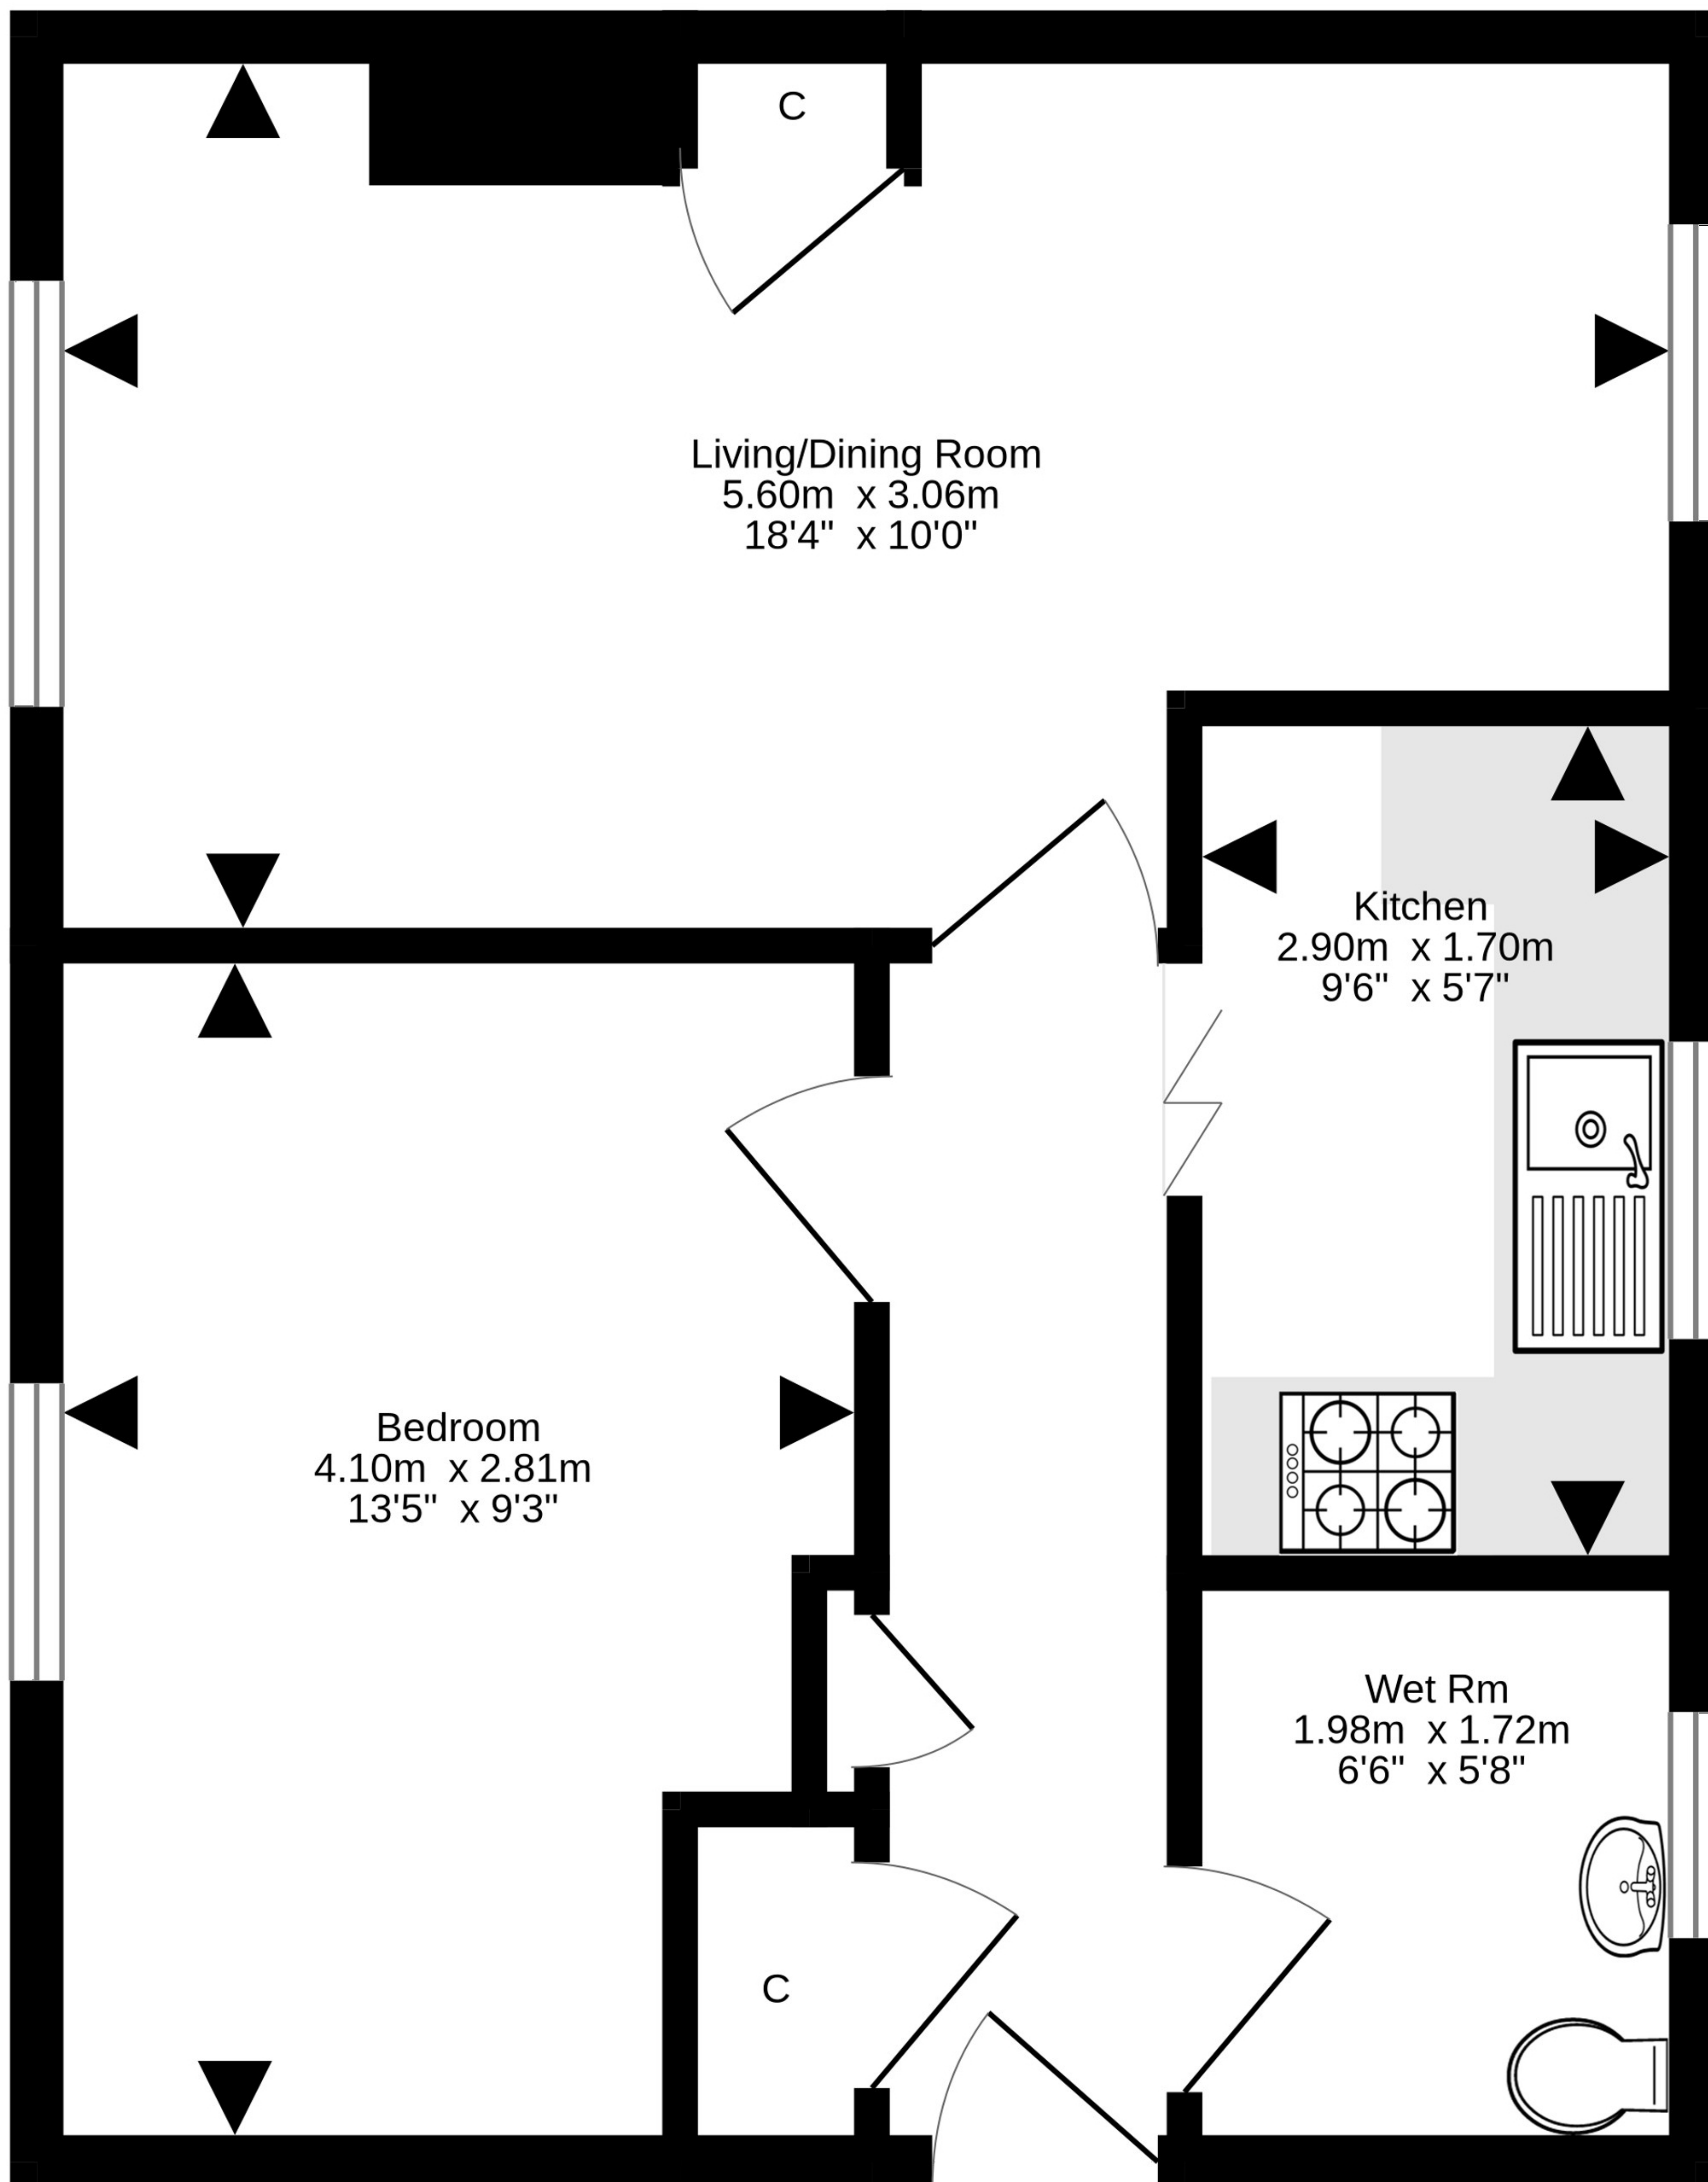 C
Living/Dining Room
5.60m x 3.06m
18'4" x 10'0"
Kitchen
2.90m x 1.70m
9'6" x 5'7"
Bedroom
4.10m x 2.81m
13'5" x 9'3"
Wet Rm
1.98m x 1.72m
6'6" x 5'8"
C